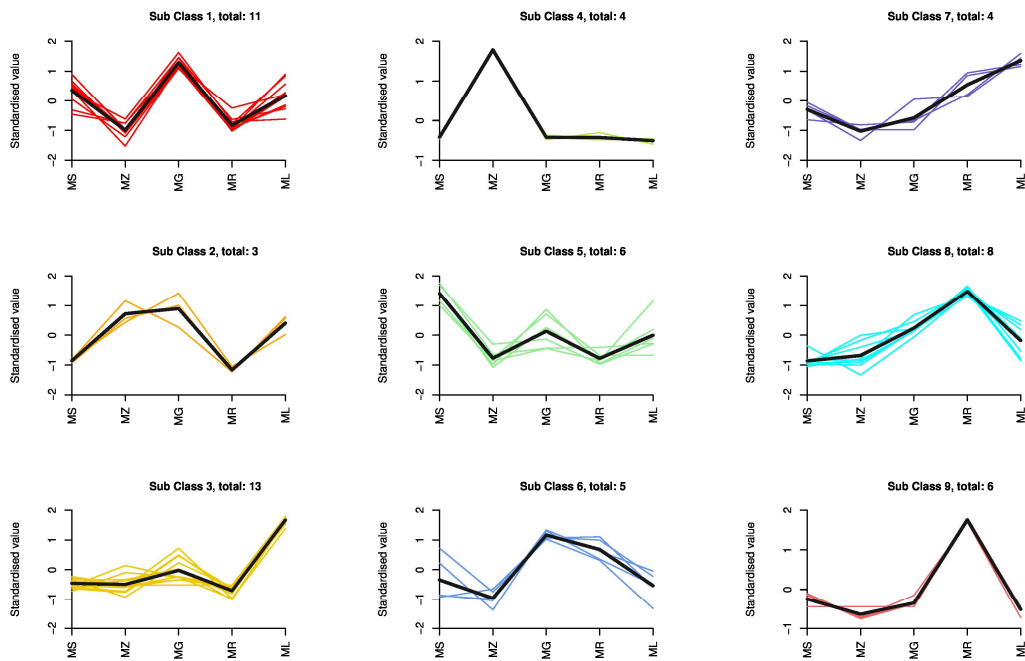 Sub Class 1, total: 11
Standardised value
2
1
0
−1
−2
MS
MZ
MG
MR
ML
Sub Class 4, total: 4
Standardised value
2
1
0
−1
MS
MZ
MG
MR
ML
Sub Class 7, total: 4
Standardised value
2
1
0
−1
−2
MS
MZ
MG
MR
ML
Sub Class 2, total: 3
Standardised value
2
1
0
−1
−2
MS
MZ
MG
MR
ML
Sub Class 5, total: 6
Standardised value
2
1
0
−1
−2
MS
MZ
MG
MR
ML
Sub Class 8, total: 8
Standardised value
2
1
0
−1
−2
MS
MZ
MG
MR
ML
Sub Class 3, total: 13
Standardised value
2
1
0
−1
−2
MS
MZ
MG
MR
ML
Sub Class 6, total: 5
Standardised value
2
1
0
−1
−2
MS
MZ
MG
MR
ML
Sub Class 9, total: 6
Standardised value
2
1
0
−1
MS
MZ
MG
MR
ML